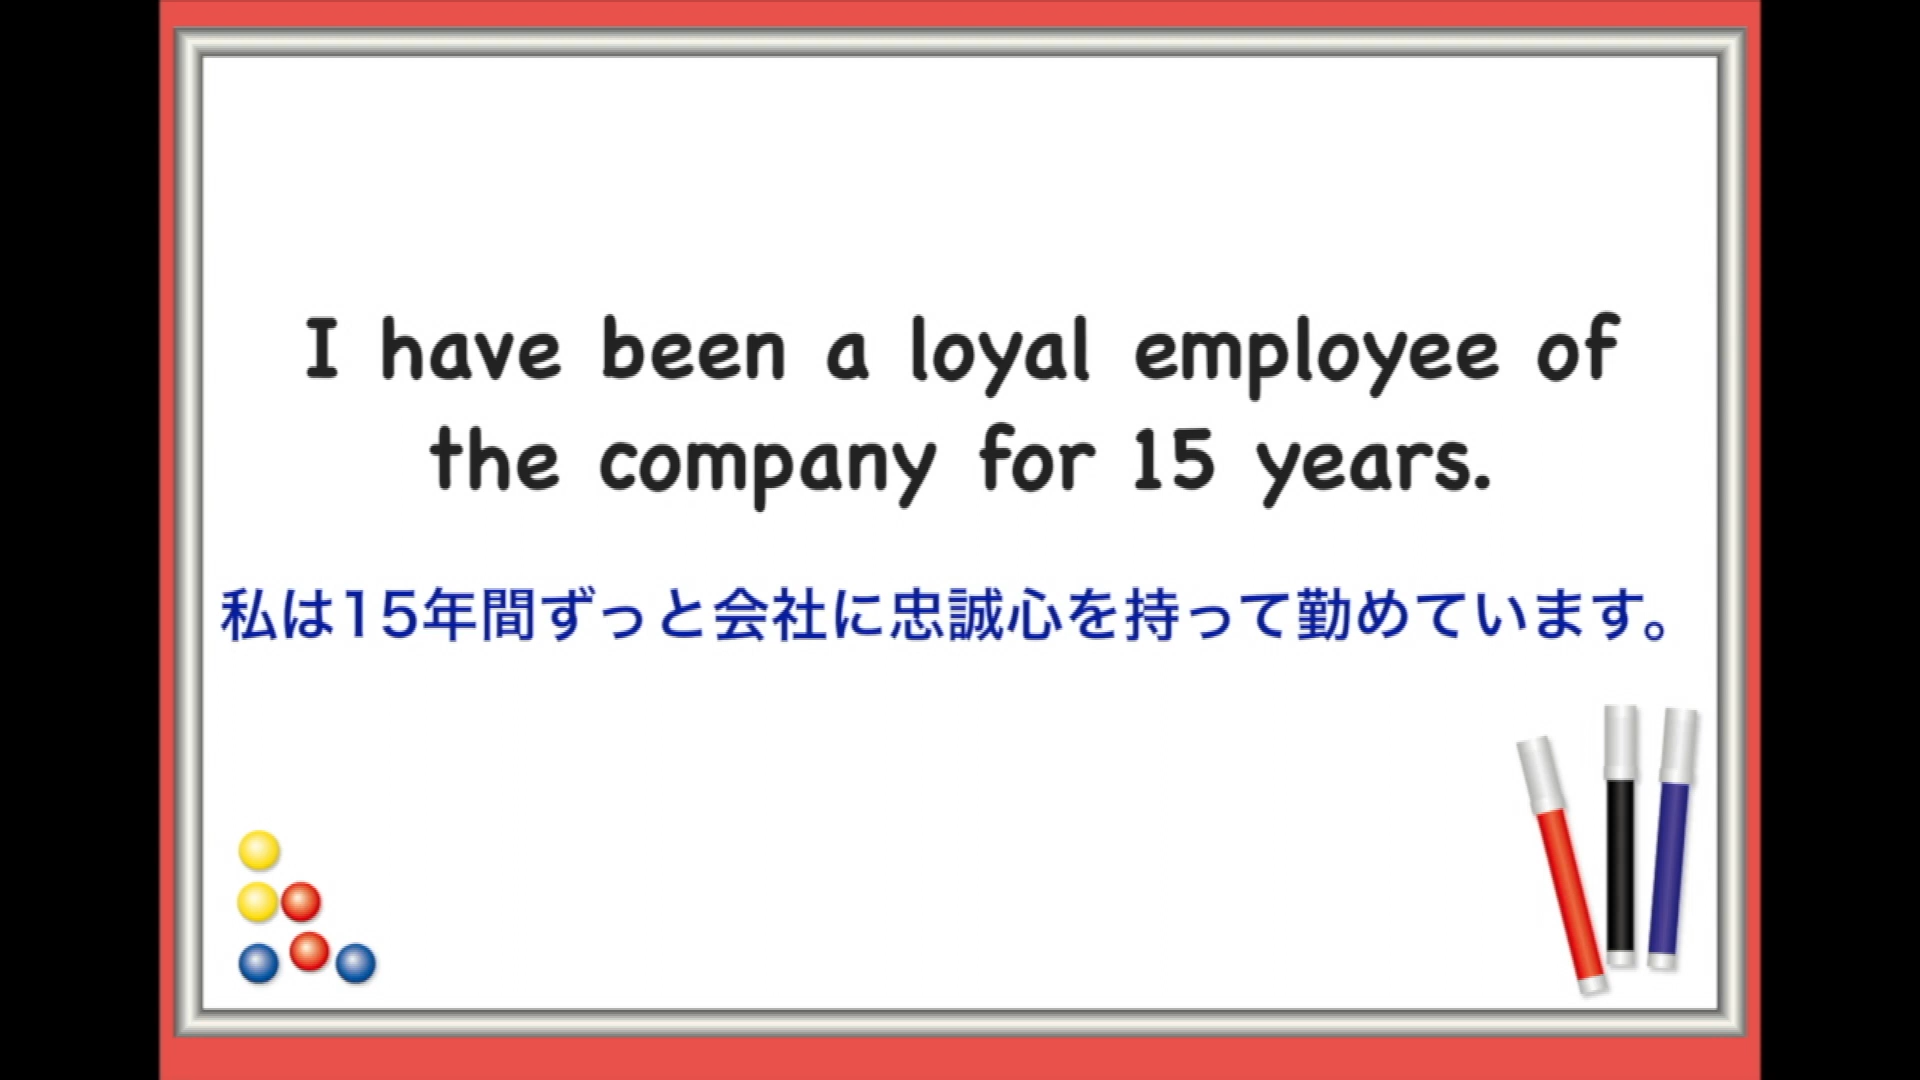 I have been a loyal employee of
the company for 15 years.
私は15年間ずっと会社に忠誠心を持って勤めています。